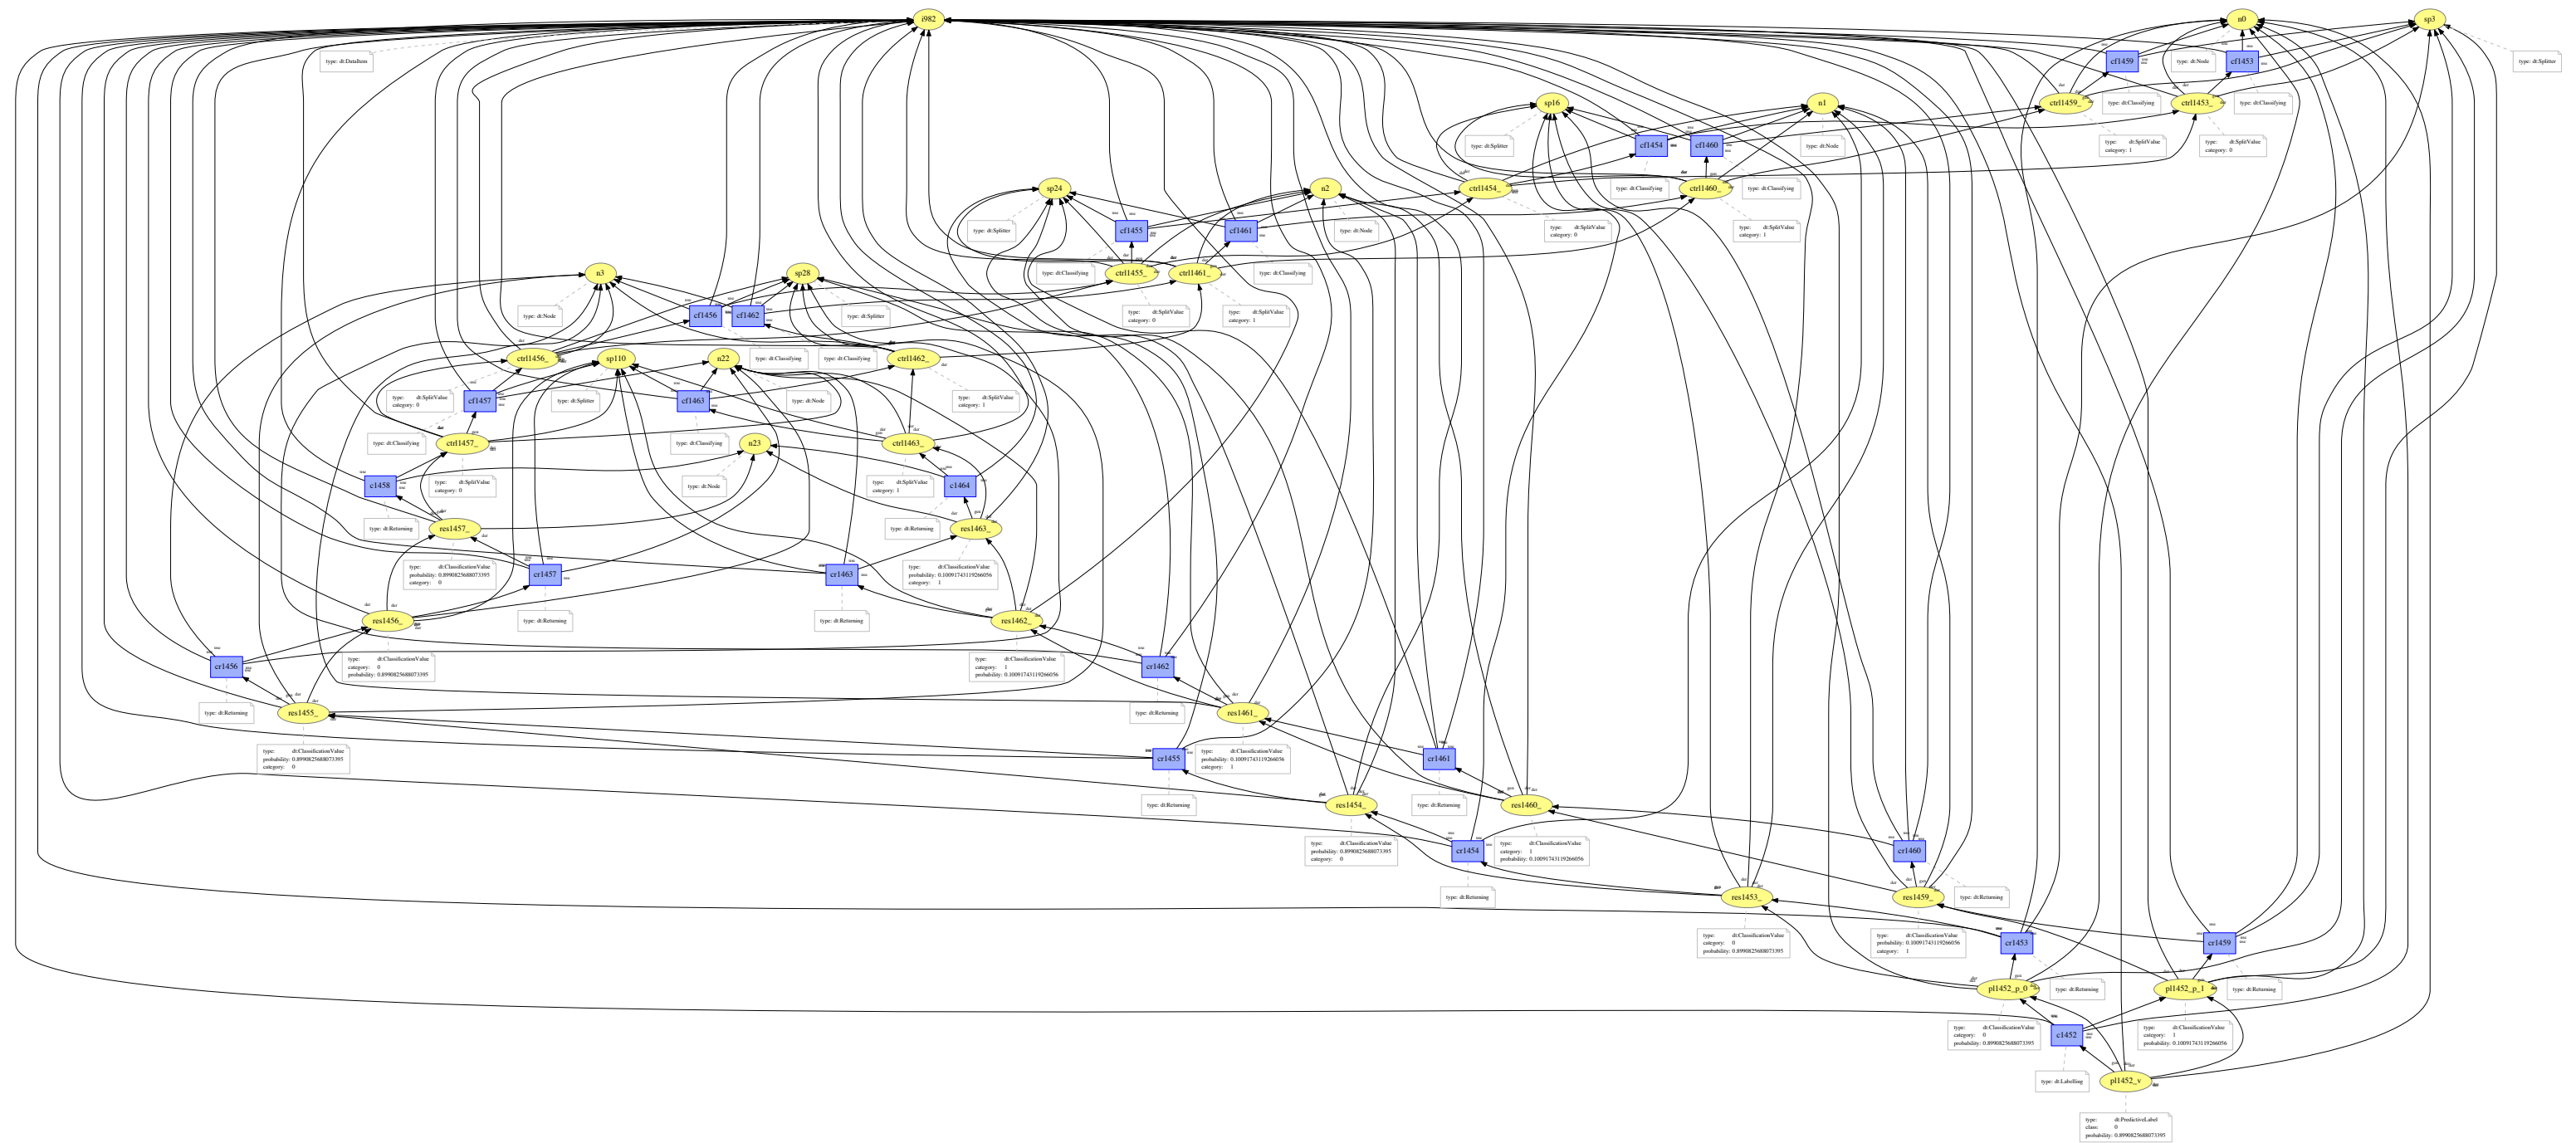 i982
n0
sp3
type: dt:DataItem
cf1459
type: dt:Node
cf1453
type: dt:Splitter
sp16
n1
ctrl1459_
type: dt:Classifying
ctrl1453_
type: dt:Classifying
type: dt:Splitter
cf1454
cf1460
type: dt:Node
type: dt:SplitValue
category: 1
type: dt:SplitValue
category: 0
sp24
n2
ctrl1454_
type: dt:Classifying
ctrl1460_
type: dt:Classifying
type: dt:Splitter
cf1455
cf1461
type: dt:Node
type: dt:SplitValue
category: 0
type: dt:SplitValue
category: 1
n3
sp28
type: dt:Classifying
ctrl1455_
ctrl1461_
type: dt:Classifying
type: dt:Node
cf1456
cf1462
type: dt:Splitter
type: dt:SplitValue
category: 0
type: dt:SplitValue
category: 1
ctrl1456_
sp110
n22
type: dt:Classifying
type: dt:Classifying
ctrl1462_
type: dt:SplitValue
category: 0
cf1457
type: dt:Splitter
cf1463
type: dt:Node
type: dt:SplitValue
category: 1
type: dt:Classifying
ctrl1457_
type: dt:Classifying
n23
ctrl1463_
c1458
type: dt:SplitValue
category: 0
type: dt:Node
type: dt:SplitValue
category: 1
c1464
type: dt:Returning
res1457_
type: dt:Returning
res1463_
type: dt:ClassificationValue
probability: 0.8990825688073395
category: 0
cr1457
cr1463
type: dt:ClassificationValue
probability: 0.10091743119266056
category: 1
res1456_
type: dt:Returning
type: dt:Returning
res1462_
cr1456
type: dt:ClassificationValue
category: 0
probability: 0.8990825688073395
type: dt:ClassificationValue
category: 1
probability: 0.10091743119266056
cr1462
type: dt:Returning
res1455_
type: dt:Returning
res1461_
type: dt:ClassificationValue
probability: 0.8990825688073395
category: 0
cr1455
type: dt:ClassificationValue
probability: 0.10091743119266056
category: 1
cr1461
type: dt:Returning
res1454_
type: dt:Returning
res1460_
type: dt:ClassificationValue
probability: 0.8990825688073395
category: 0
cr1454
type: dt:ClassificationValue
category: 1
probability: 0.10091743119266056
cr1460
type: dt:Returning
res1453_
res1459_
type: dt:Returning
type: dt:ClassificationValue
category: 0
probability: 0.8990825688073395
type: dt:ClassificationValue
probability: 0.10091743119266056
category: 1
cr1453
cr1459
pl1452_p_0
type: dt:Returning
pl1452_p_1
type: dt:Returning
type: dt:ClassificationValue
category: 0
probability: 0.8990825688073395
c1452
type: dt:ClassificationValue
category: 1
probability: 0.10091743119266056
type: dt:Labelling
pl1452_v
type: dt:PredictiveLabel
class: 0
probability: 0.8990825688073395